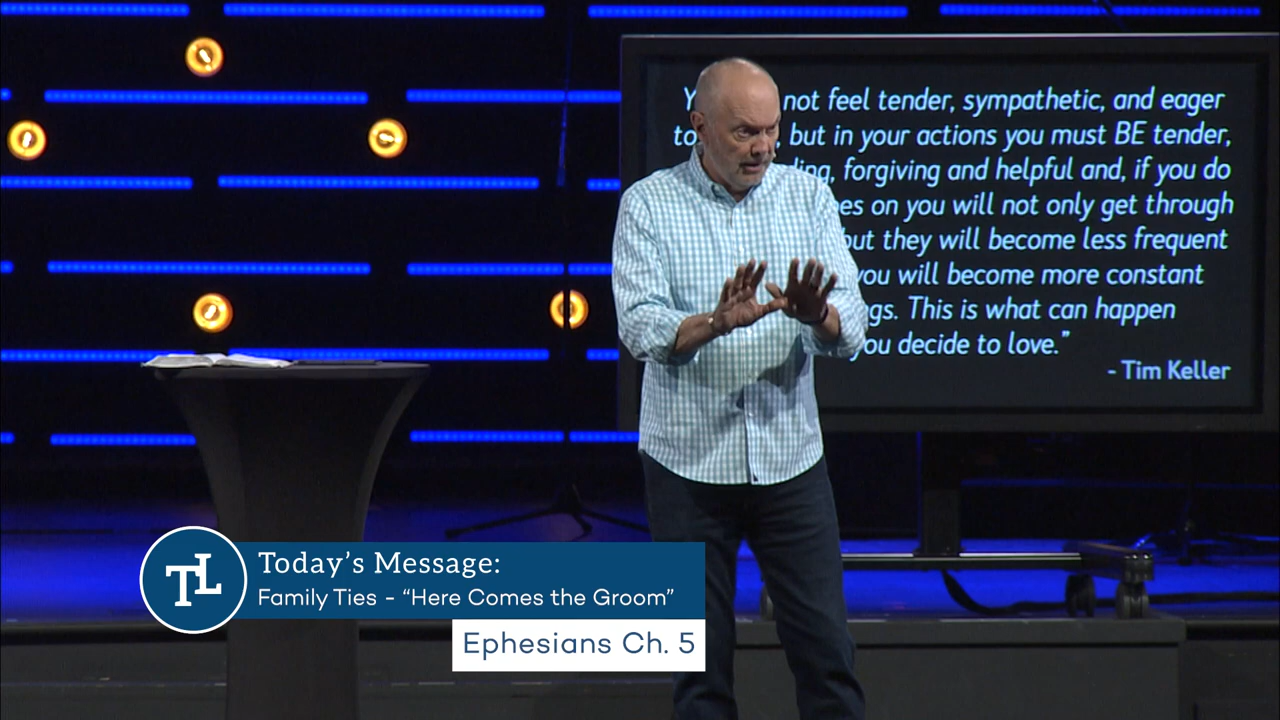 not feel tender, sympathetic, and eager
but in your actions you must BE tender,
forgiving and helpful and, if you do
on you will not only get through
but they will become less frequent
you will become more constant
This is what can happen
you decide to love."
- Tim Keller
TL
Today's Message:
Family Ties - "Here Comes the Groom"
Ephesians Ch. 5